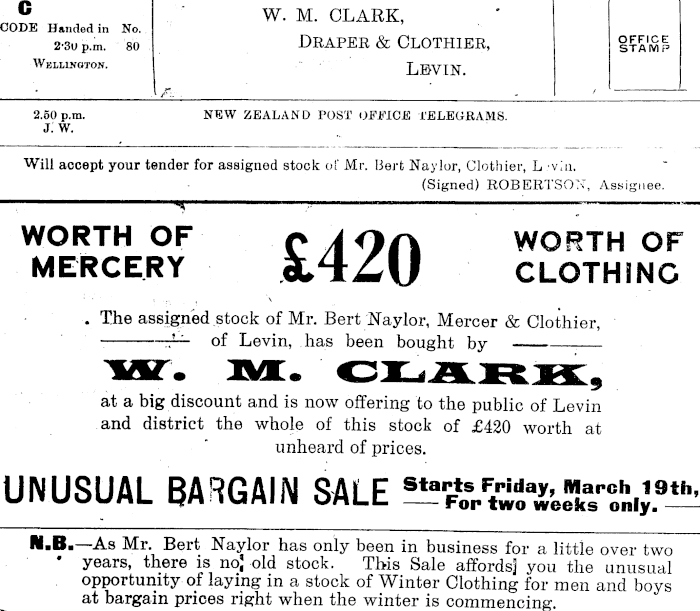 C
CODE Handed in No.
2·30 p.m. 80
WELLINGTON.
W. M. CLARK,
DRAPER & CLOTHIER,
LEVIN.
OFFICE
STAMP
2.50 p.m.
J. W.
NEW ZEALAND POST OFFICE TELEGRAMS.
Will accept your tender for assigned stock of Mr. Bert Naylor, Clothier, L vin.
(Signed) ROBERTSON, Assignee.
WORTH OF
MERCERY
£420
WORTH OF
CLOTHING
The assigned stock of Mr. Bert Naylor, Mercer & Clothier,
of Levin, has been bought by
W. M. CLARK,
at a big discount and is now offering to the public of Levin
and district the whole of this stock of £420 worth at
unheard of prices.
UNUSUAL BARGAIN SALE
Starts Friday, March 19th,
For two weeks only.
N.B.—As Mr. Bert Naylor has only been in business for a little over two
years, there is no old stock. This Sale affords you the unusual
opportunity of laying in a stock of Winter Clothing for men and boys
at bargain prices right when the winter is commencing.